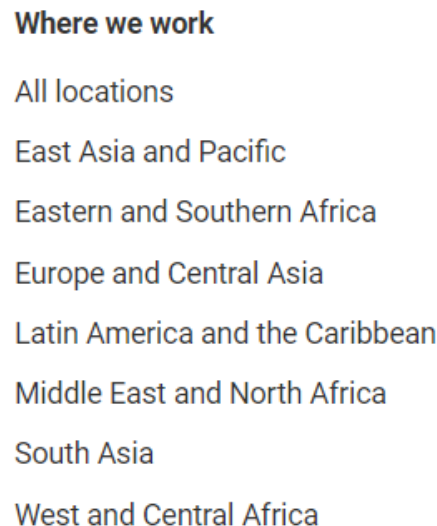 Where we work
All locations
East Asia and Pacific
Eastern and Southern Africa
Europe and Central Asia
Latin America and the Caribbean
Middle East and North Africa
South Asia
West and Central Africa